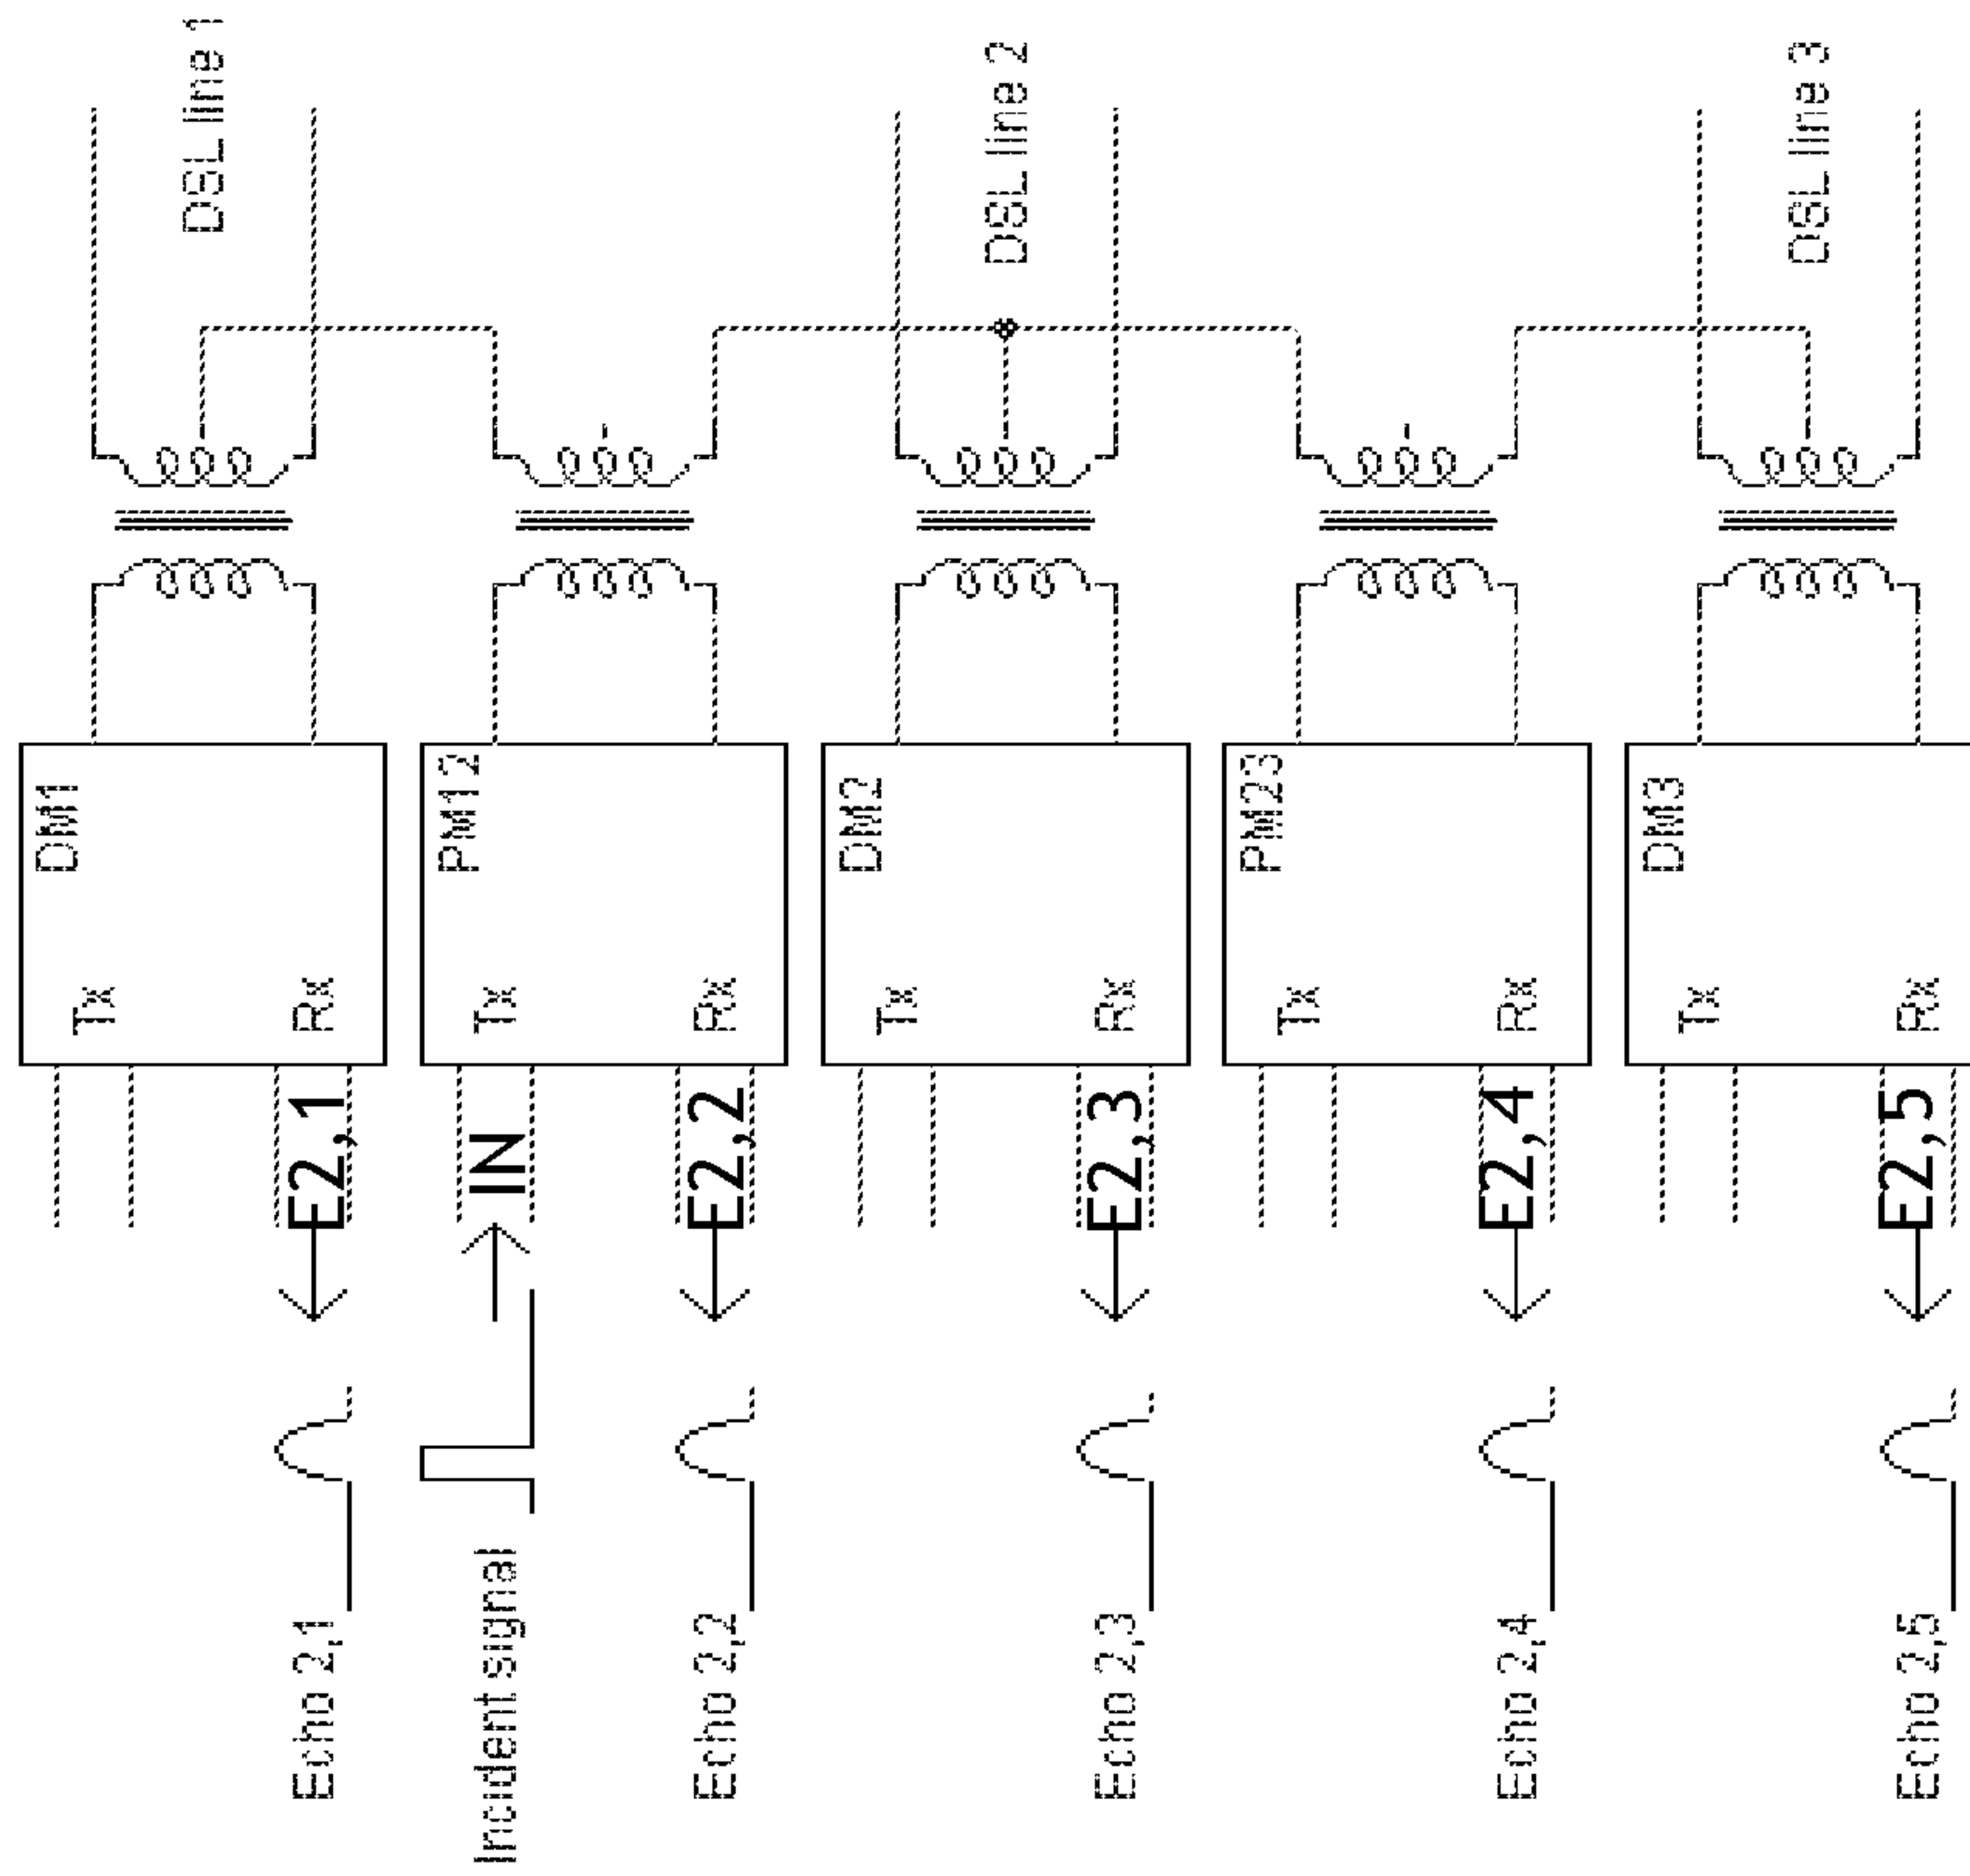 Echo 2,1
E2,1
Tx
Rx
DM1
DSL line 1
Incident signal
IN
Echo 2,2
E2,2
Tx
Rx
PM12
Echo 2,3
E2,3
Tx
Rx
DM2
DSL line 2
Echo 2,4
E2,4
Tx
Rx
PM23
Echo 2,5
E2,5
Tx
Rx
DM3
DSL line 3